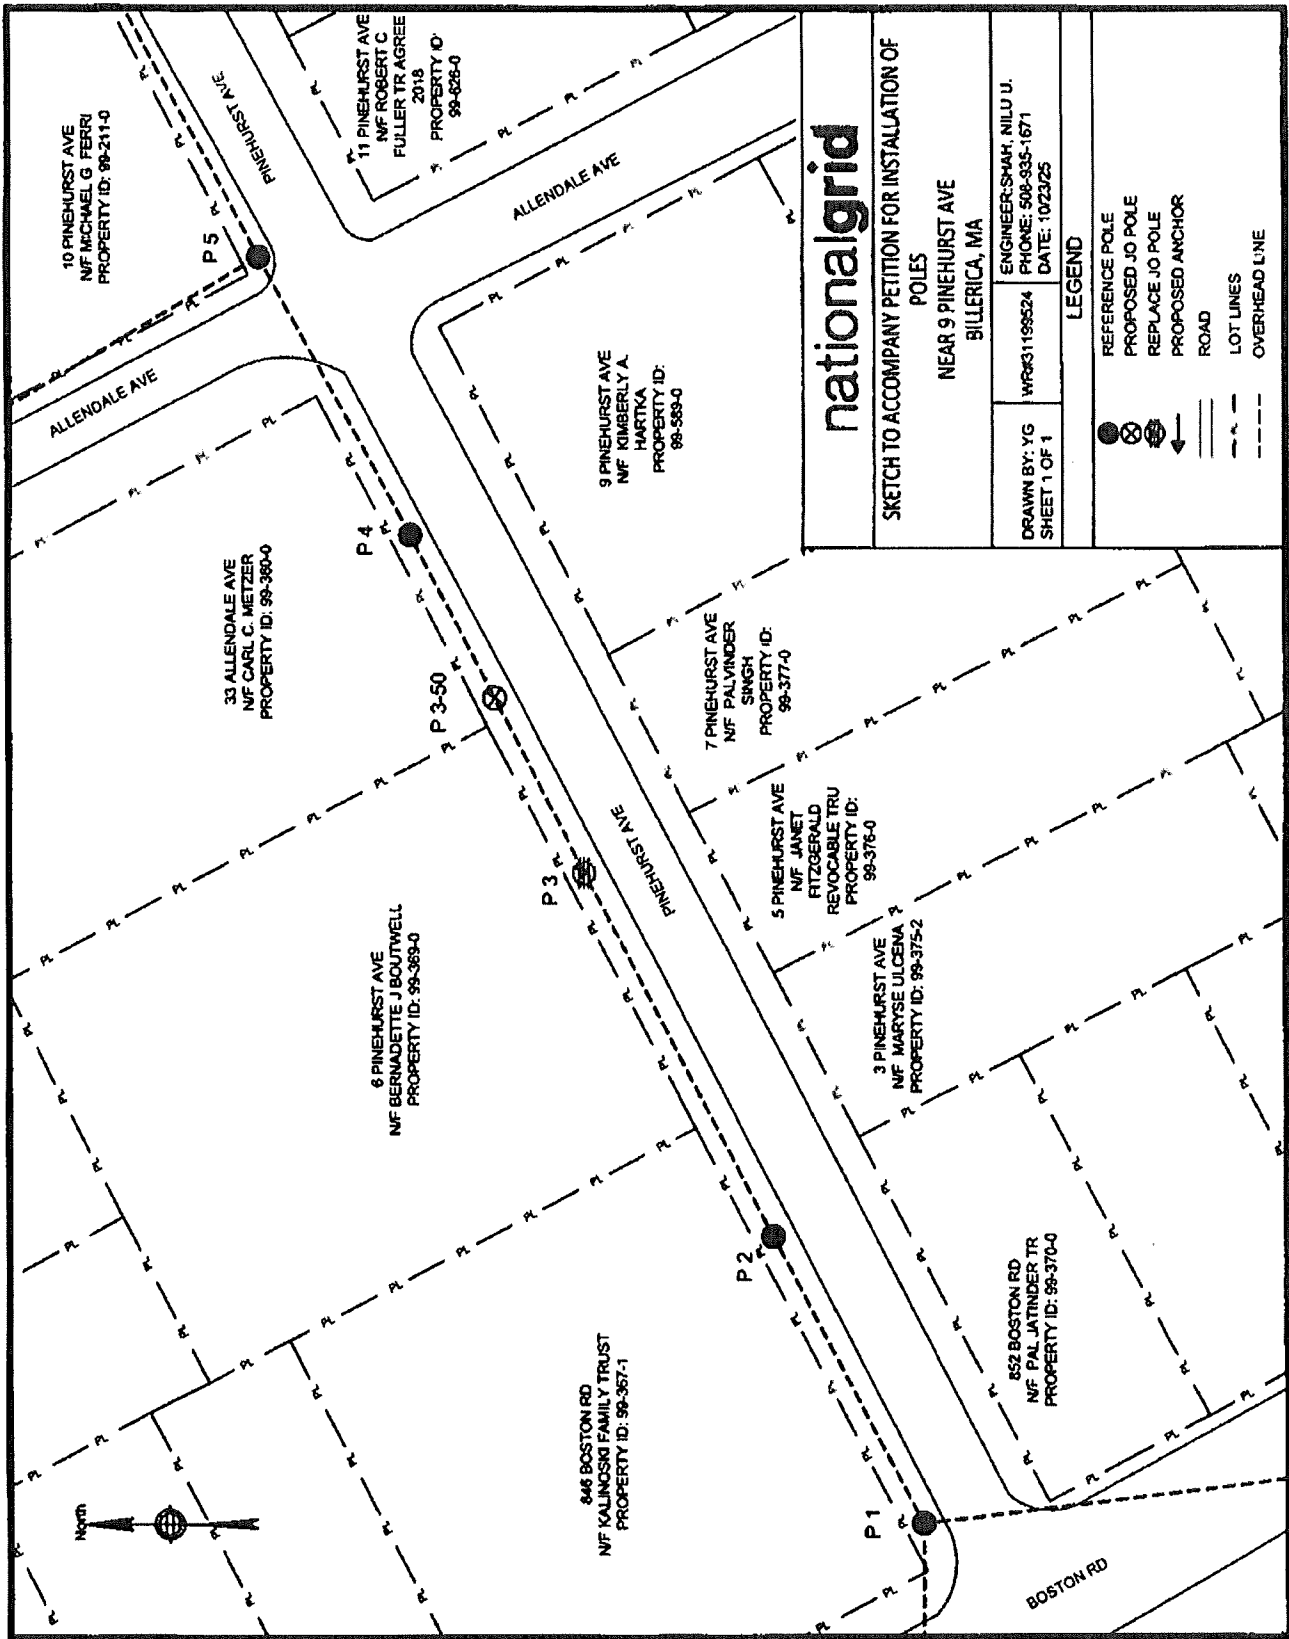 North
10 PINEHURST AVE
N/F MICHAEL G FERRI
PROPERTY ID: 99-211-0
P 5
PINEHURST AVE
11 PINEHURST AVE
N/F ROBERT C
FULLER TR AGREE
2018
PROPERTY ID:
99-626-0
ALLENDALE AVE
ALLENDALE AVE
33 ALLENDALE AVE
N/F CARL C. METZER
PROPERTY ID: 99-360-0
P 4
9 PINEHURST AVE
N/F KIMBERLY A.
HARTKA
PROPERTY ID:
99-589-0
P 3-50
7 PINEHURST AVE
N/F PALVINDER
SINGH
PROPERTY ID:
99-377-0
6 PINEHURST AVE
N/F BERNADETTE J BOUTWELL
PROPERTY ID: 99-369-0
P 3
PINEHURST AVE
5 PINEHURST AVE
N/F JANET
FITZGERALD
REVOCABLE TRU
PROPERTY ID:
99-376-0
3 PINEHURST AVE
N/F MARYSE ULCENA
PROPERTY ID: 99-375-2
846 BOSTON RD
N/F KALINOSKI FAMILY TRUST
PROPERTY ID: 99-367-1
P 2
852 BOSTON RD
N/F PAL JATINDER TR
PROPERTY ID: 99-370-0
P 1
BOSTON RD
nationalgrid
SKETCH TO ACCOMPANY PETITION FOR INSTALLATION OF
POLES
NEAR 9 PINEHURST AVE
BILLERICA, MA
DRAWN BY: YG
SHEET 1 OF 1
WR#31199524
ENGINEER:SHAH, NILU U.
PHONE: 508-935-1671
DATE: 10/23/25
LEGEND
REFERENCE POLE
PROPOSED JO POLE
REPLACE JO POLE
PROPOSED ANCHOR
ROAD
LOT LINES
OVERHEAD LINE